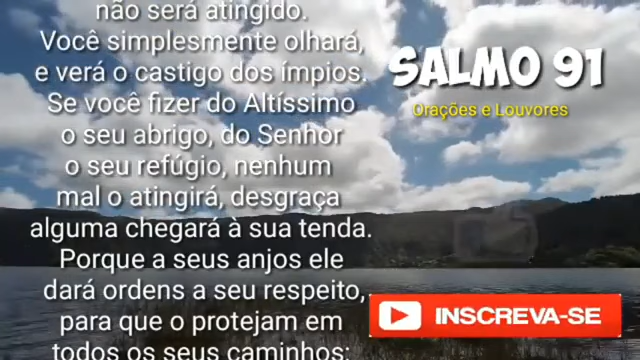 não será atingido.
Você simplesmente olhará,
e verá o castigo dos ímpios.
Se você fizer do Altíssimo
o seu abrigo, do Senhor
o seu refúgio, nenhum
mal o atingirá, desgraça
alguma chegará à sua tenda.
Porque a seus anjos ele
dará ordens a seu respeito,
para que o protejam em
todos os seus caminhos;
SALMO 91
Orações e Louvores
INSCREVA-SE